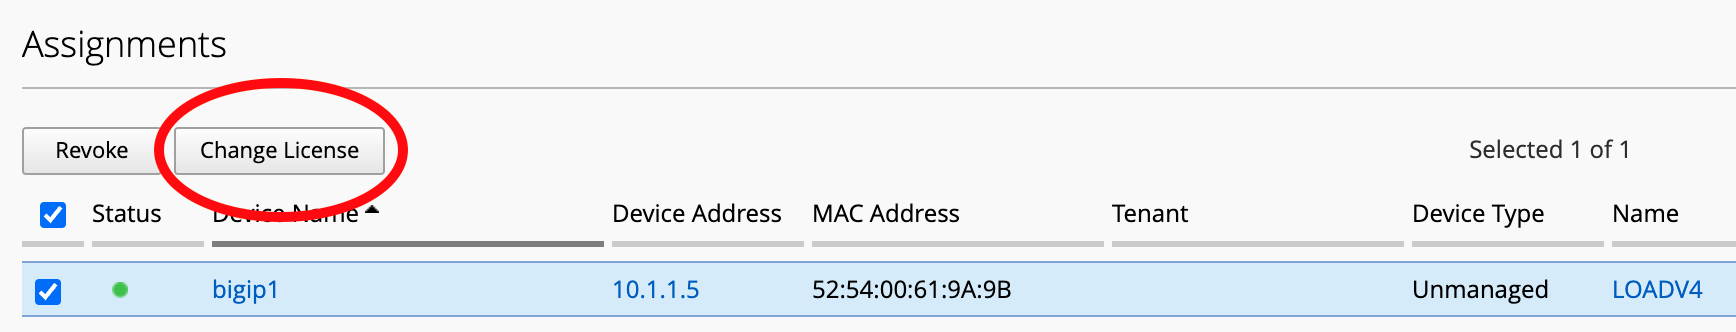 Assignments
Revoke Change License Selected 1 of 1
Status Device Name Device Address MAC Address Tenant Device Type Name
bigip1 10.1.1.5 52:54:00:61:9A:9B Unmanaged LOADV4